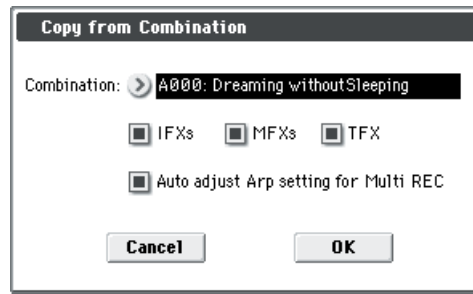 Copy from Combination
Combination: A000: Dreaming withoutSleeping
IFXs MFXs TFX
Auto adjust Arp setting for Multi REC
Cancel OK